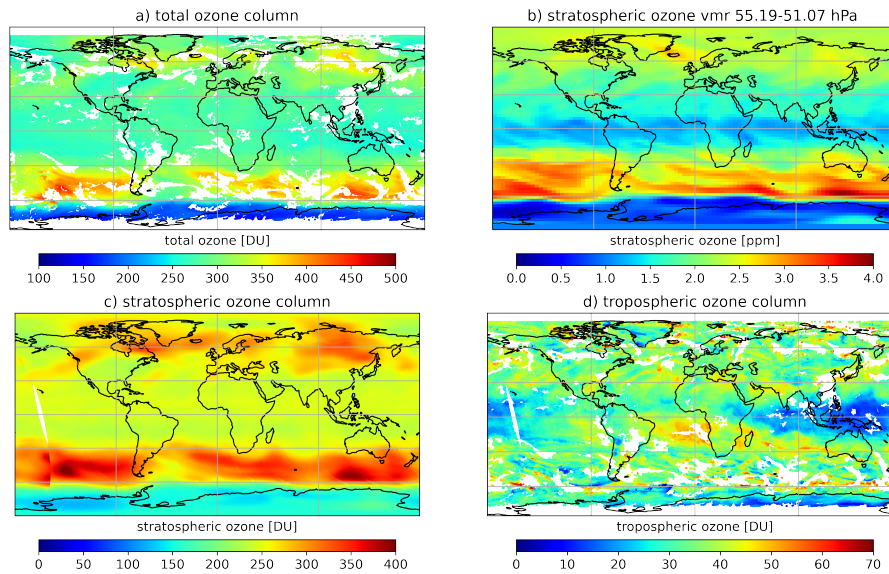 a) total ozone column
b) stratospheric ozone vmr 55.19-51.07 hPa
total ozone [DU]
stratospheric ozone [ppm]
100 150 200 250 300 350 400 450 500
0.0 0.5 1.0 1.5 2.0 2.5 3.0 3.5 4.0
c) stratospheric ozone column
d) tropospheric ozone column
stratospheric ozone [DU]
tropospheric ozone [DU]
0 50 100 150 200 250 300 350 400
0 10 20 30 40 50 60 70